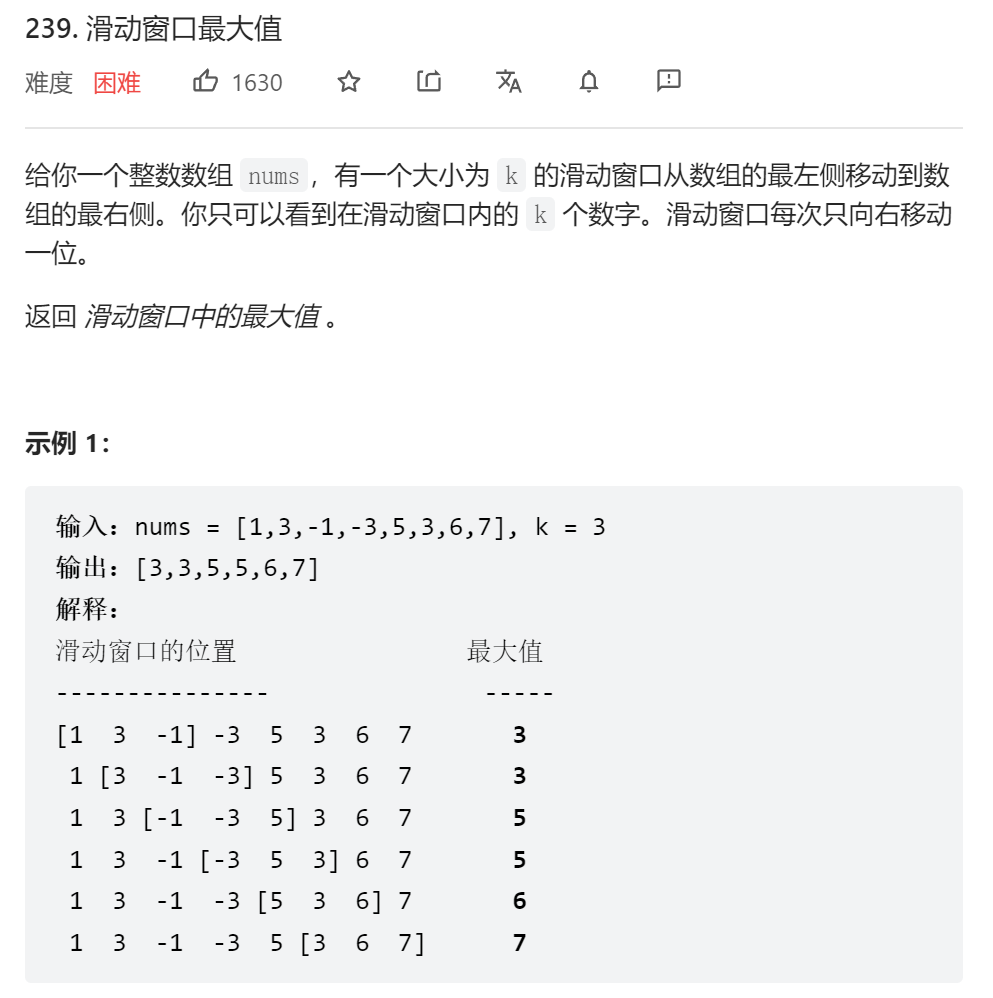 239. 滑动窗口最大值
难度 困难 1630
给你一个整数数组 nums，有一个大小为 k 的滑动窗口从数组的最左侧移动到数
组的最右侧。你只可以看到在滑动窗口内的 k 个数字。滑动窗口每次只向右移动
一位。
返回 滑动窗口中的最大值 。
示例 1：
输入：nums = [1,3,-1,-3,5,3,6,7], k = 3
输出：[3,3,5,5,6,7]
解释：
滑动窗口的位置 最大值
--------------- -----
[1 3 -1] -3 5 3 6 7 3
1 [3 -1 -3] 5 3 6 7 3
1 3 [-1 -3 5] 3 6 7 5
1 3 -1 [-3 5 3] 6 7 5
1 3 -1 -3 [5 3 6] 7 6
1 3 -1 -3 5 [3 6 7] 7